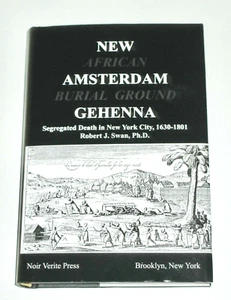 NEW
AFRICAN
AMSTERDAM
BURIAL GROUND
GEHENNA
Segregated Death in New York City, 1630-1801
Robert J. Swan, Ph.D.
Noir Verite Press Brooklyn, New York